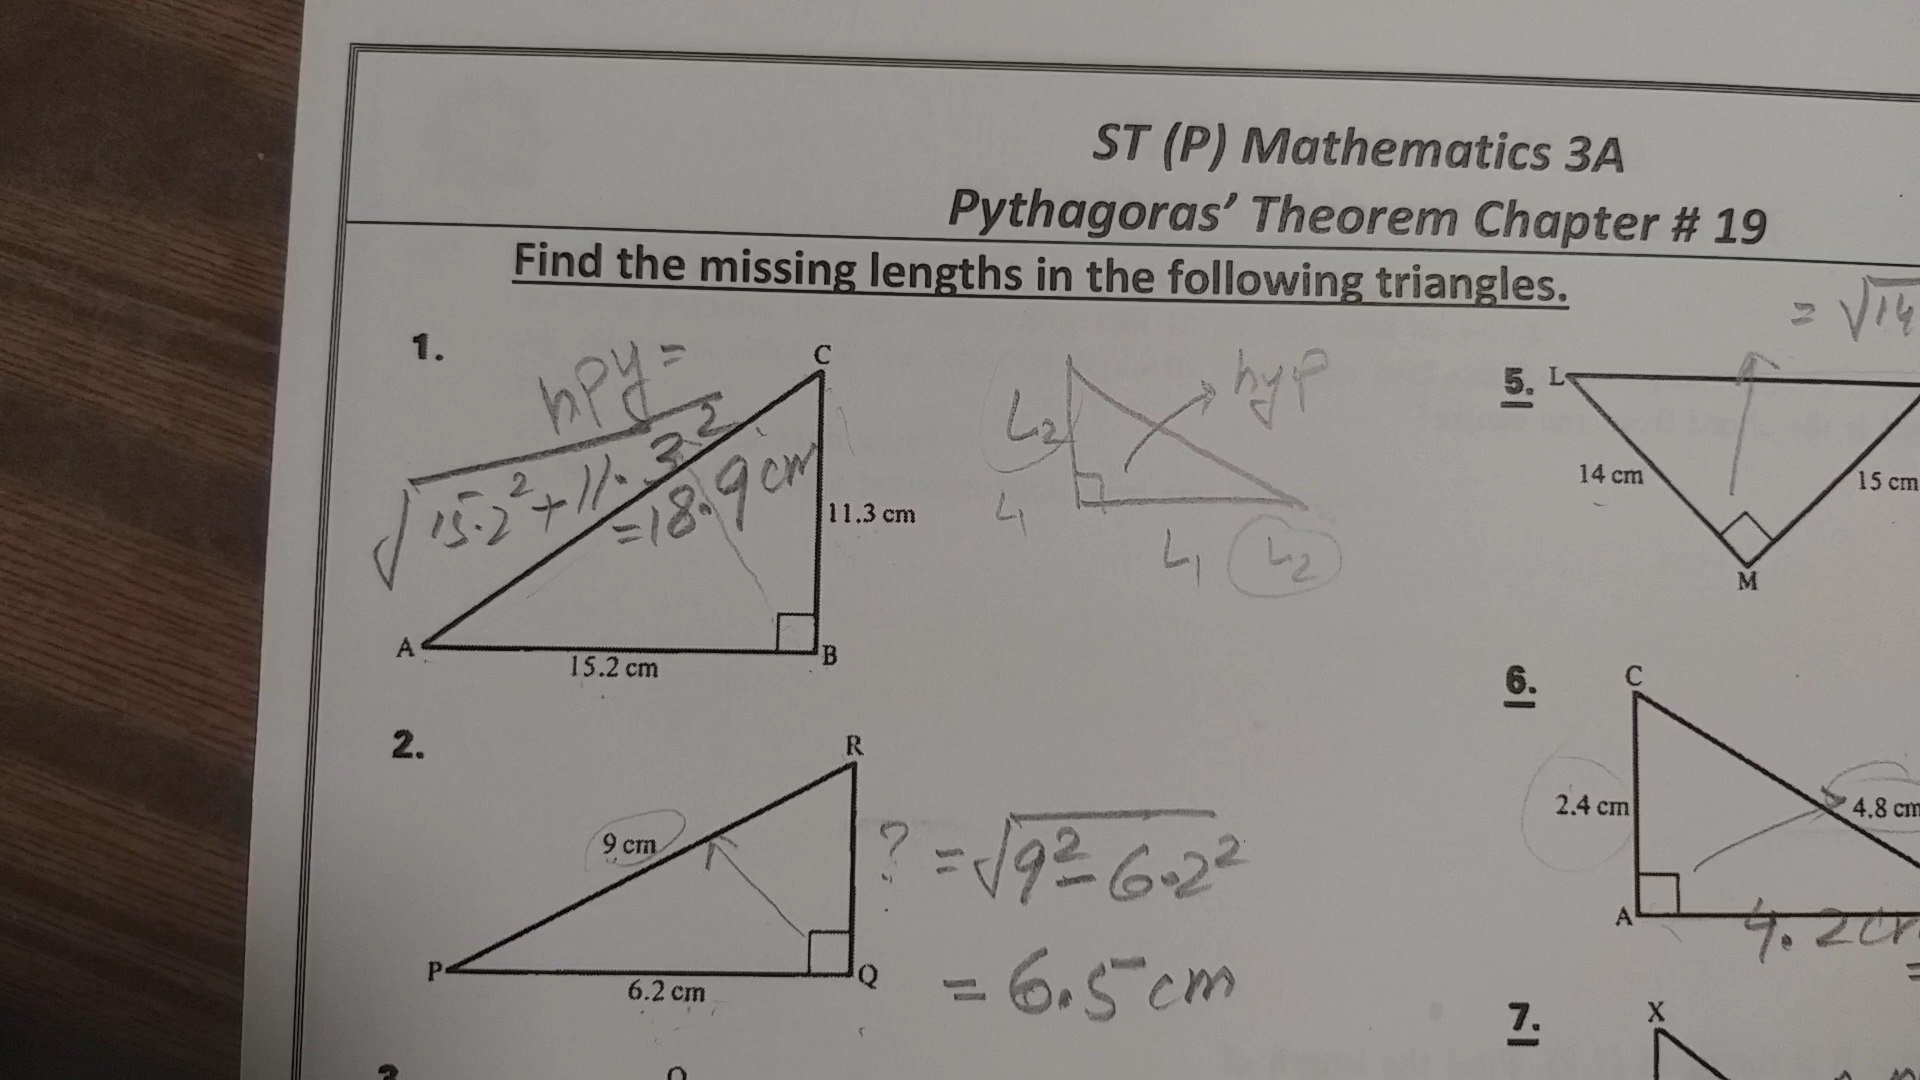 ST (P) Mathematics 3A
Pythagoras' Theorem Chapter # 19
Find the missing lengths in the following triangles.
1.
hpy =
√15.2² + 11.3²
= 18.9 cm
C
11.3 cm
A
15.2 cm
B
L₂
hyp
L₁
L₁ L₂
2.
R
9 cm
?
= √9² - 6.2²
P
6.2 cm
Q
= 6.5 cm
= √14
5.
L
14 cm
15 cm
M
6.
C
2.4 cm
4.8 cm
A
4.2 c
7.
X